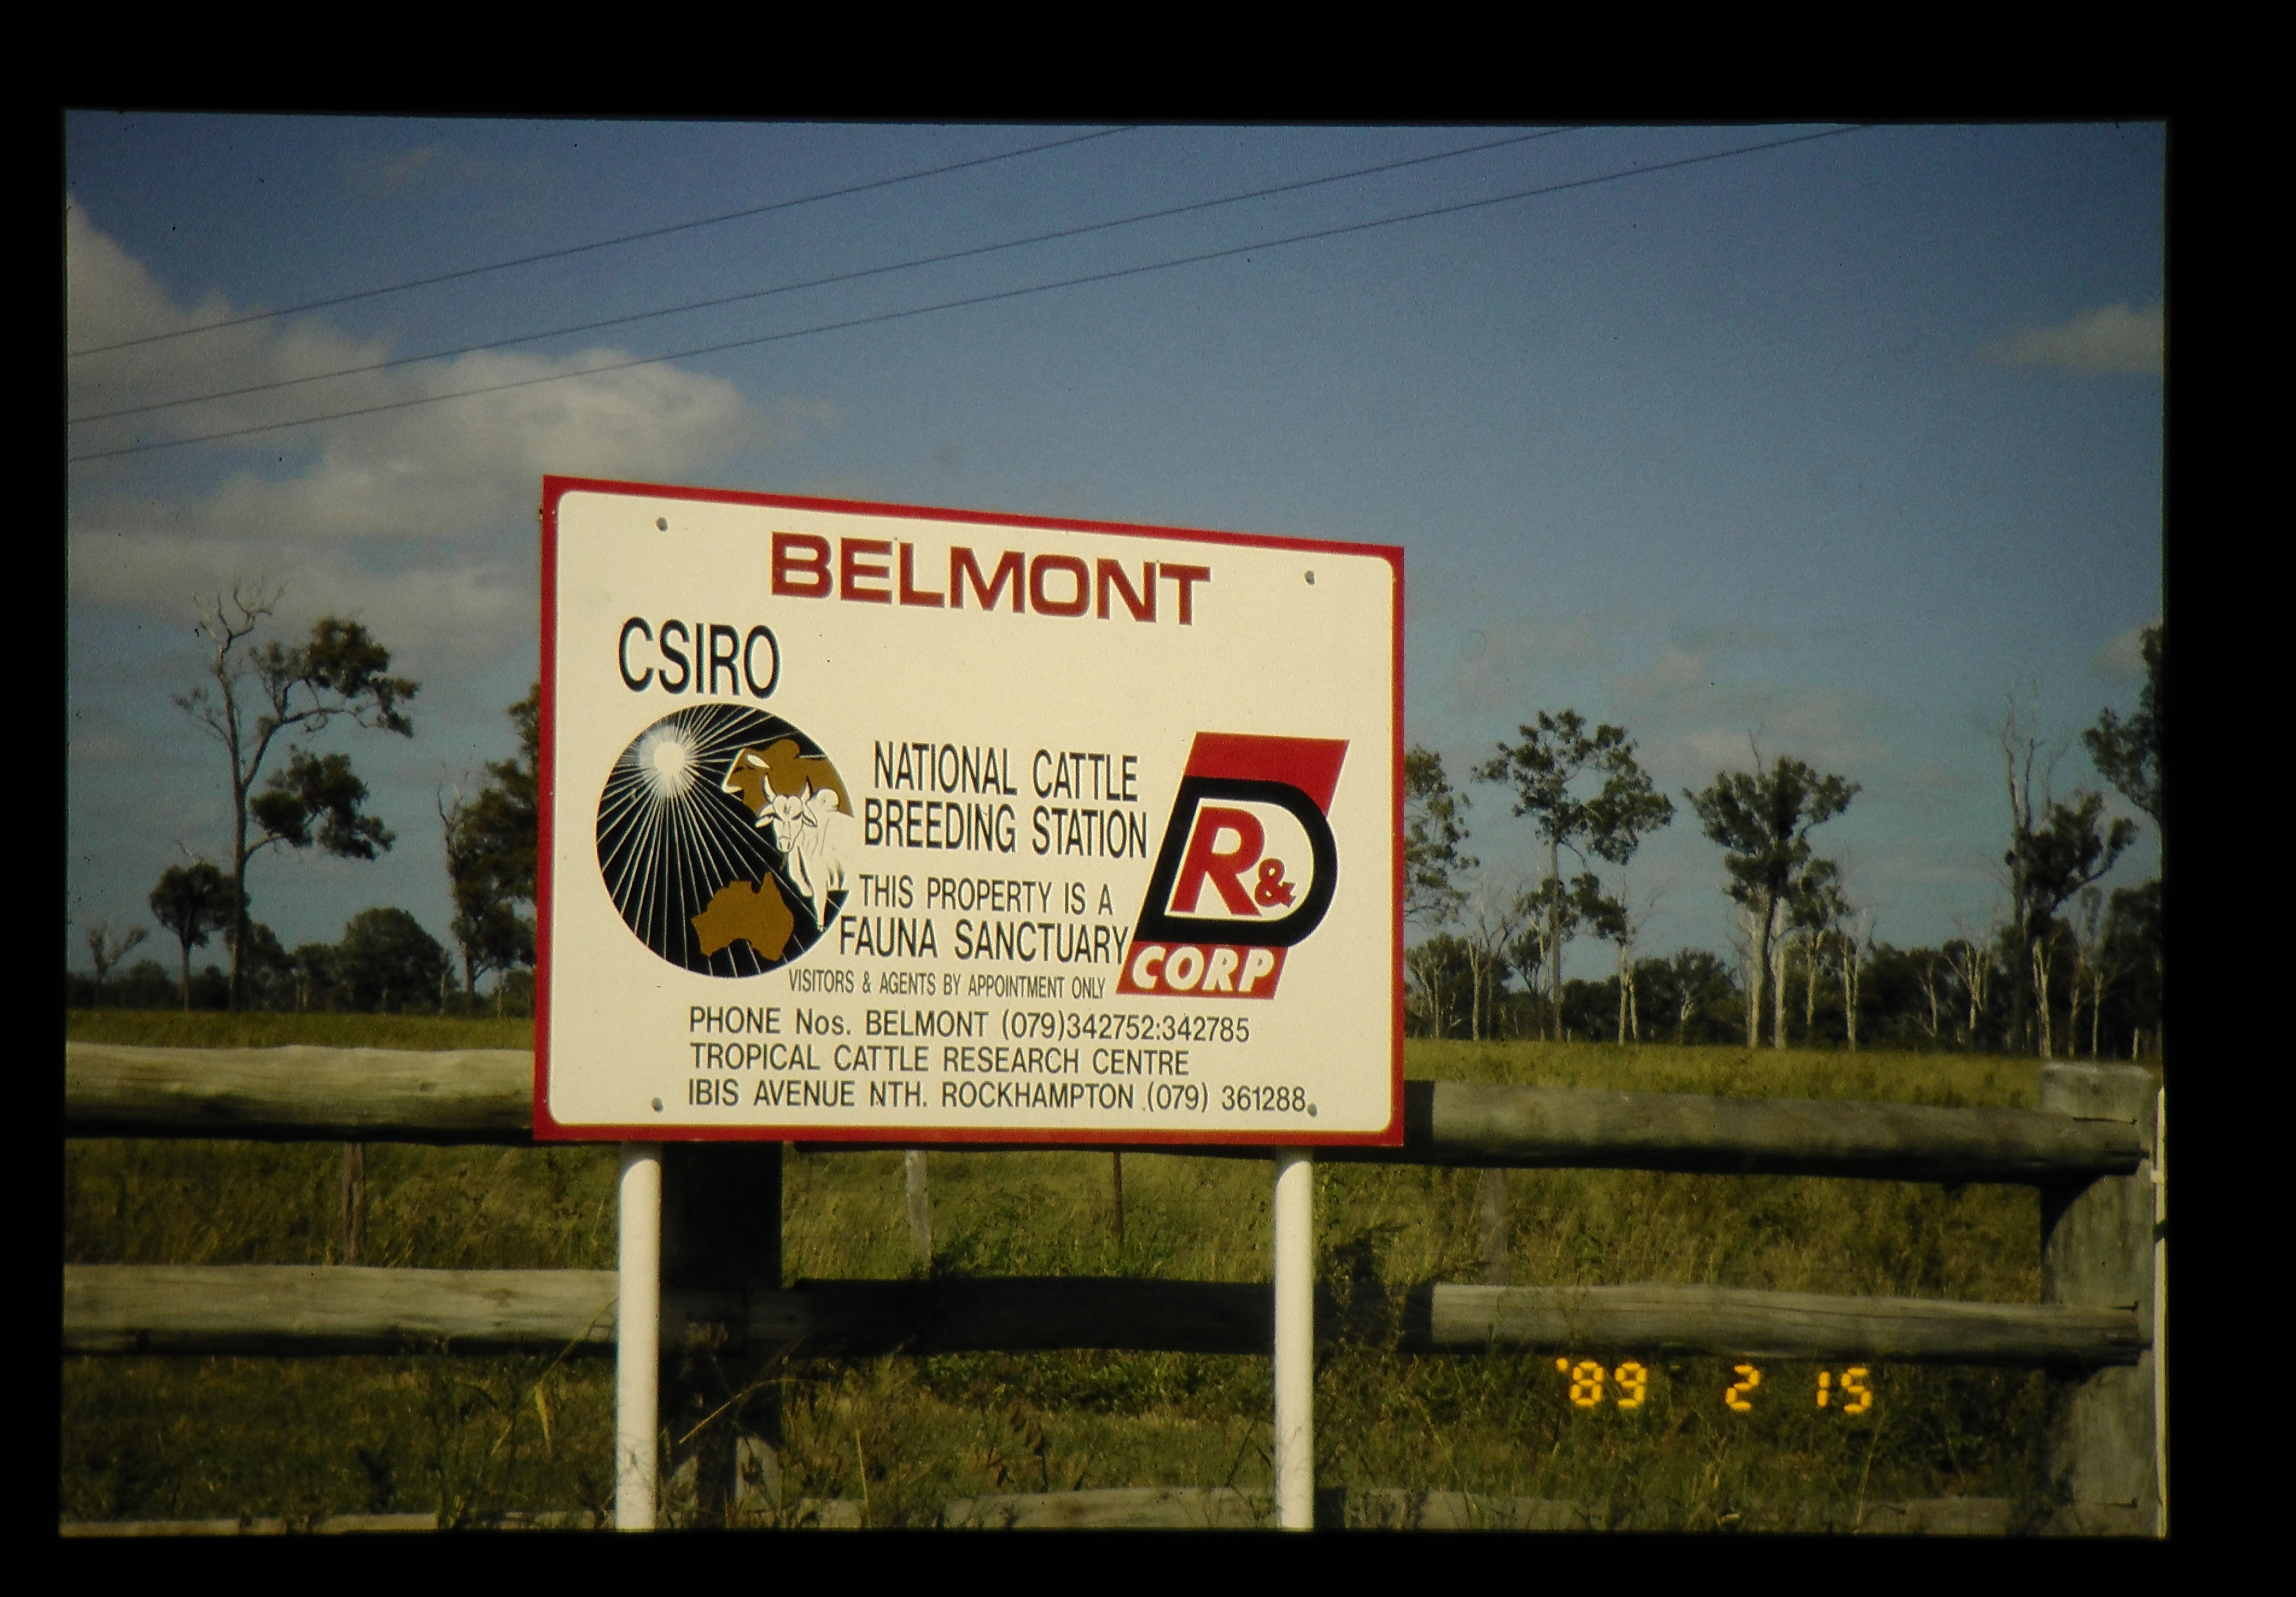 BELMONT
CSIRO
NATIONAL CATTLE
BREEDING STATION
THIS PROPERTY IS A
FAUNA SANCTUARY
VISITORS & AGENTS BY APPOINTMENT ONLY
R&D
CORP
PHONE Nos. BELMONT (079)342752:342785
TROPICAL CATTLE RESEARCH CENTRE
IBIS AVENUE NTH. ROCKHAMPTON (079) 361288
'89 2 15